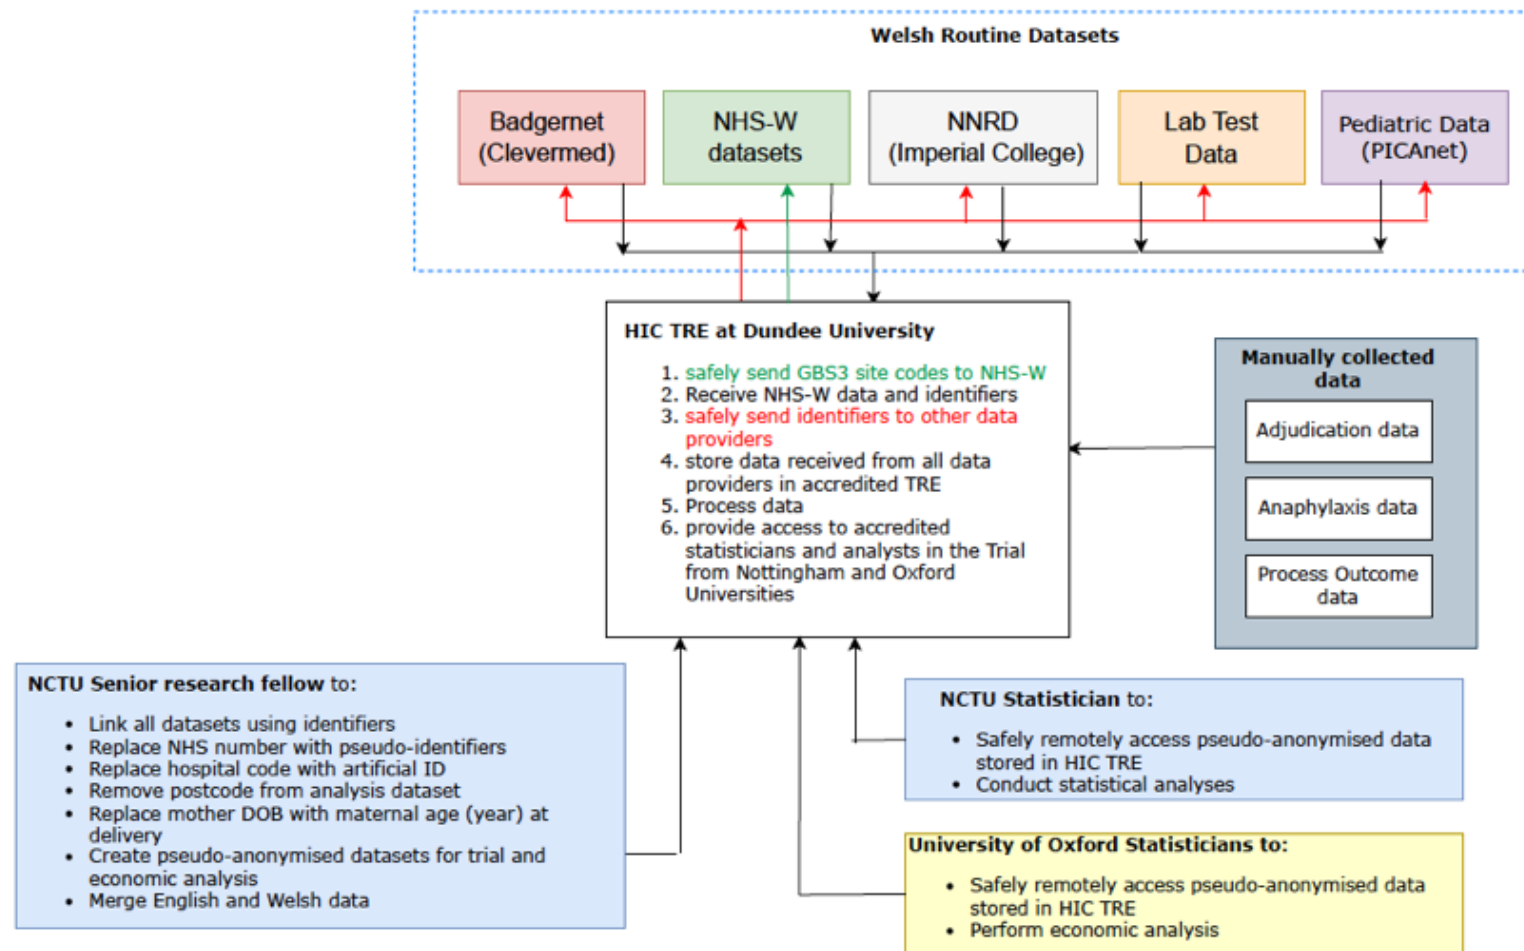 Welsh Routine Datasets
Badgernet
(Clevermed)
NHS-W
datasets
NNRD
(Imperial College)
Lab Test
Data
Pediatric Data
(PICAnet)
HIC TRE at Dundee University
1. safely send GBS3 site codes to NHS-W
2. Receive NHS-W data and identifiers
3. safely send identifiers to other data
providers
4. store data received from all data
providers in accredited TRE
5. Process data
6. provide access to accredited
statisticians and analysts in the Trial
from Nottingham and Oxford
Universities
Manually collected
data
Adjudication data
Anaphylaxis data
Process Outcome
data
NCTU Senior research fellow to:
• Link all datasets using identifiers
• Replace NHS number with pseudo-identifiers
• Replace hospital code with artificial ID
• Remove postcode from analysis dataset
• Replace mother DOB with maternal age (year) at
delivery
• Create pseudo-anonymised datasets for trial and
economic analysis
• Merge English and Welsh data
NCTU Statistician to:
• Safely remotely access pseudo-anonymised data
stored in HIC TRE
• Conduct statistical analyses
University of Oxford Statisticians to:
• Safely remotely access pseudo-anonymised data
stored in HIC TRE
• Perform economic analysis